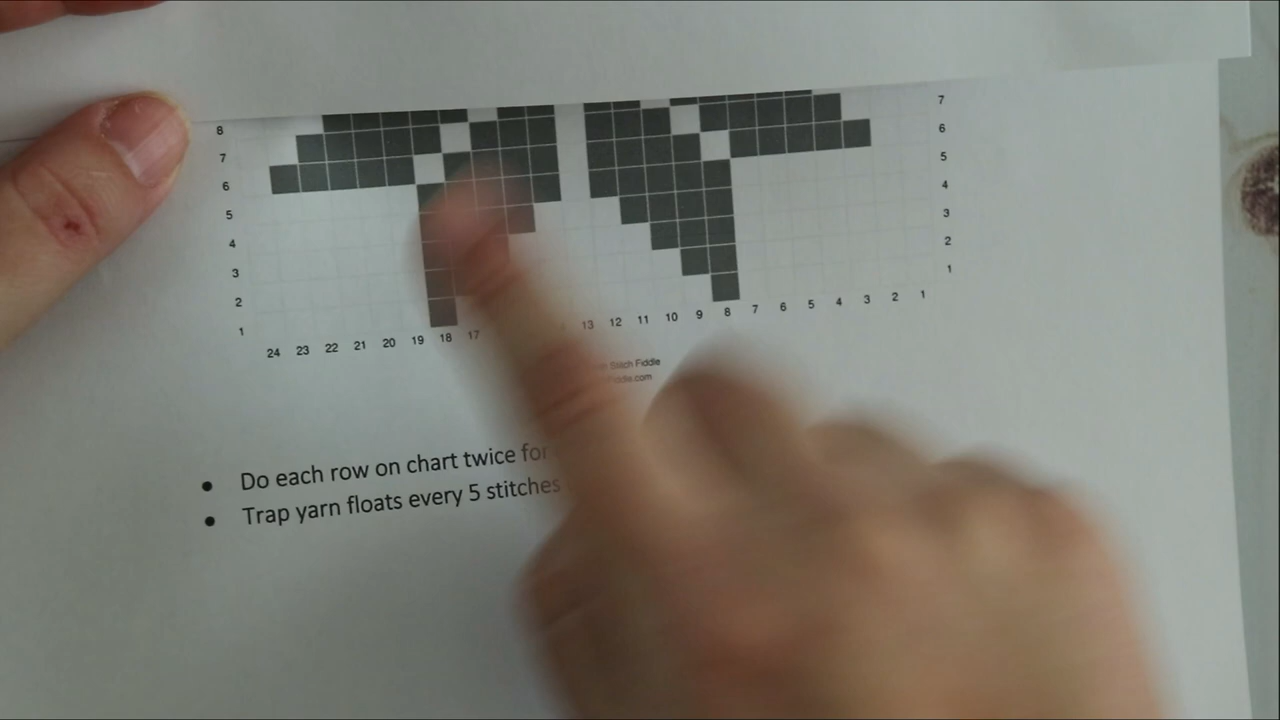 8 7
7 6
6 5
5 4
4 3
3 2
2 1
1
24 23 22 21 20 19 18 17 13 12 11 10 9 8 7 6 5 4 3 2 1
Stitch Fiddle
• Do each row on chart twice for
• Trap yarn floats every 5 stitches